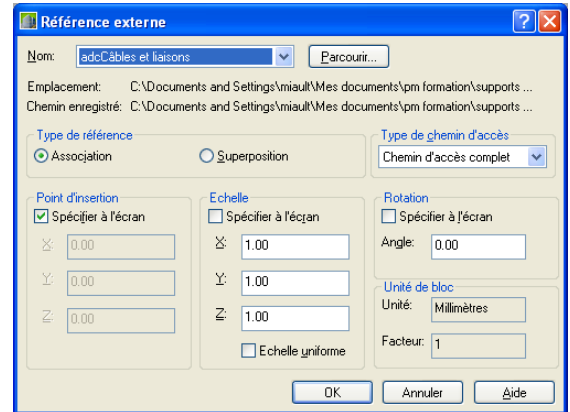 Référence externe
Nom: adcCâbles et liaisons Parcourir...
Emplacement: C:\Documents and Settings\miault\Mes documents\pm formation\supports ...
Chemin enregistré: C:\Documents and Settings\miault\Mes documents\pm formation\supports ...
Type de référence
Association Superposition
Type de chemin d'accès
Chemin d'accès complet
Point d'insertion
Spécifier à l'écran
X: 0.00
Y: 0.00
Z: 0.00
Echelle
Spécifier à l'écran
X: 1.00
Y: 1.00
Z: 1.00
Echelle uniforme
Rotation
Spécifier à l'écran
Angle: 0.00
Unité de bloc
Unité: Millimètres
Facteur: 1
OK Annuler Aide